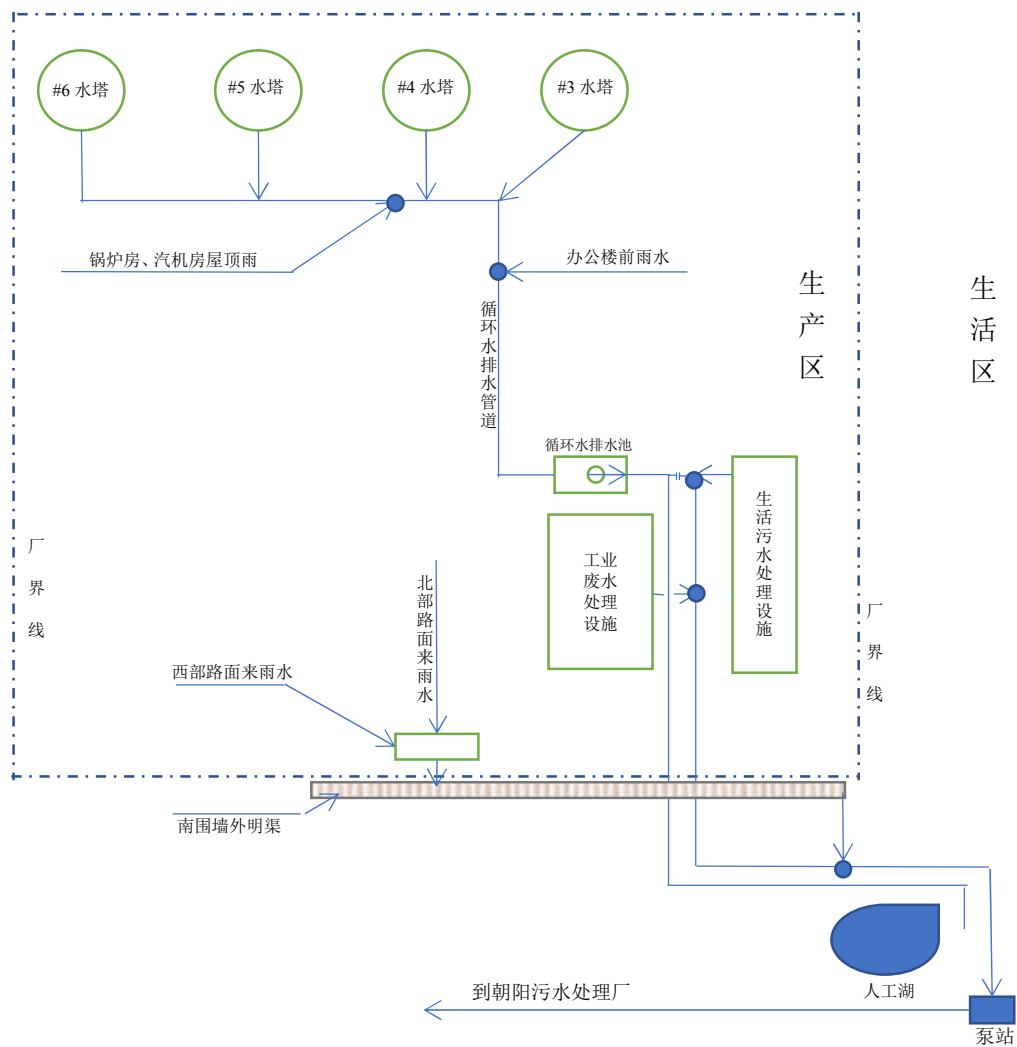 #6 水塔
#5 水塔
#4 水塔
#3 水塔
锅炉房、汽机房屋顶雨
办公楼前雨水
生产区
生活区
循环水排水管道
循环水排水池
生活污水处理设施
工业
废水
处理
设施
厂界线
北部路面来雨水
厂界线
西部路面来雨水
南围墙外明渠
到朝阳污水处理厂
人工湖
泵站